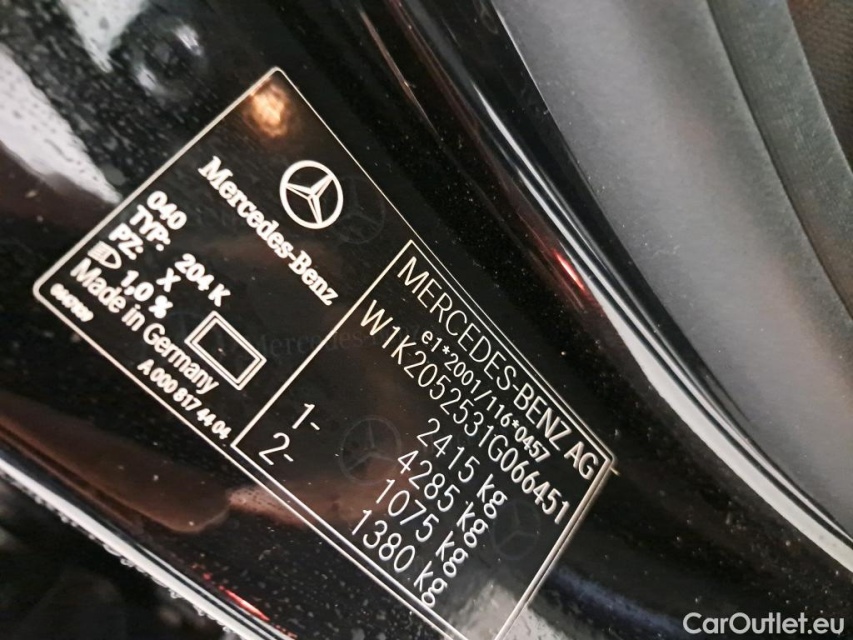 Mercedes-Benz
040
TYP: 204 K
PZ: X
1,0 %
Made in Germany
A 000 817 44 04
MERCEDES-BENZ AG
e1*2001/116*0457
W1K2052531G066451
2415 kg
4285 kg
1- 1075 kg
2- 1380 kg
CarOutlet.eu